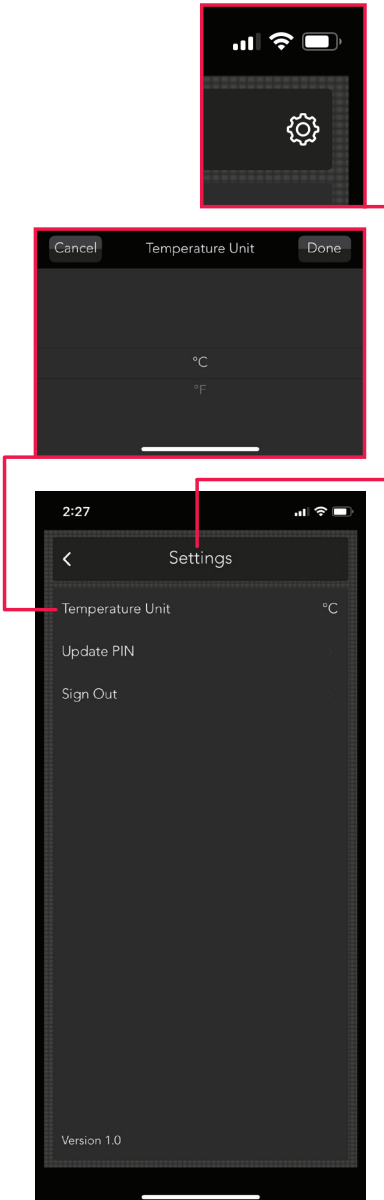 Cancel Temperature Unit Done
°C
°F
2:27
Settings
Temperature Unit °C
Update PIN
Sign Out
Version 1.0